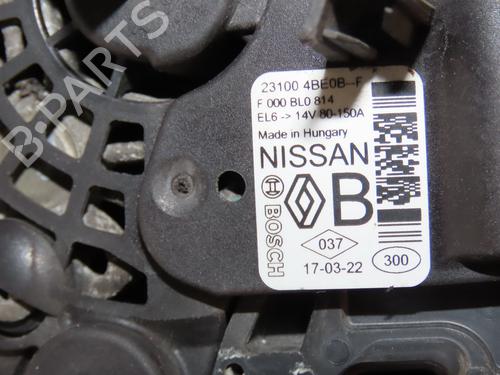 23100 4BE0B--F
F 000 BL0 814
EL6 -> 14V 80-150A
Made in Hungary
NISSAN
BOSCH
B
037
17-03-22
300